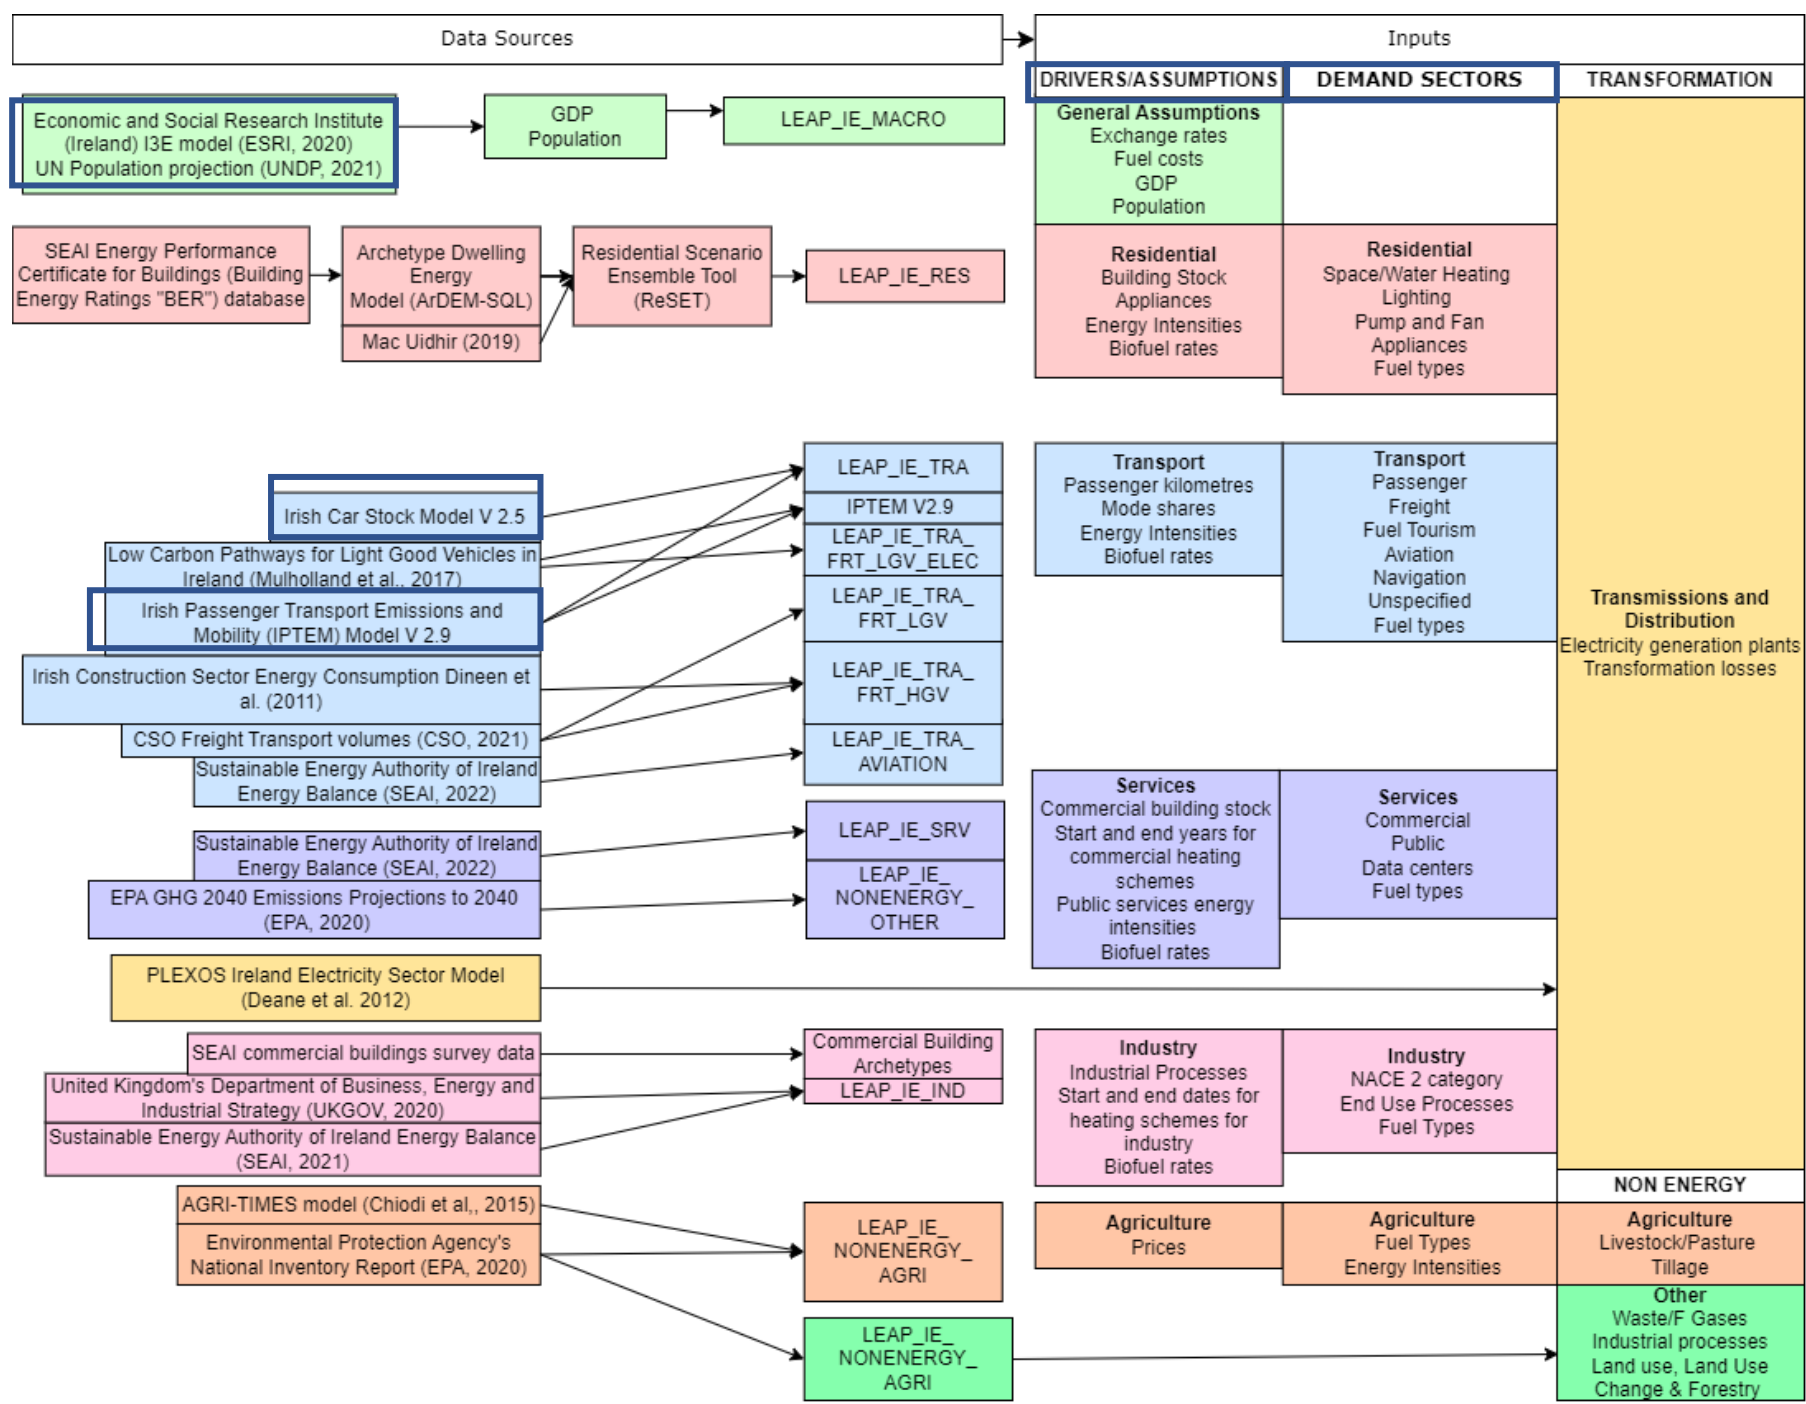 Data Sources
Inputs
DRIVERS/ASSUMPTIONS
DEMAND SECTORS
TRANSFORMATION
Economic and Social Research Institute
(Ireland) I3E model (ESRI, 2020)
UN Population projection (UNDP, 2021)
GDP
Population
LEAP_IE_MACRO
General Assumptions
Exchange rates
Fuel costs
GDP
Population
SEAI Energy Performance
Certificate for Buildings (Building
Energy Ratings "BER") database
Archetype Dwelling
Energy
Model (ArDEM-SQL)
Mac Uidhir (2019)
Residential Scenario
Ensemble Tool
(ReSET)
LEAP_IE_RES
Residential
Building Stock
Appliances
Energy Intensities
Biofuel rates
Residential
Space/Water Heating
Lighting
Pump and Fan
Appliances
Fuel types
Irish Car Stock Model V 2.5
Low Carbon Pathways for Light Good Vehicles in
Ireland (Mulholland et al., 2017)
Irish Passenger Transport Emissions and
Mobility (IPTEM) Model V 2.9
Irish Construction Sector Energy Consumption Dineen et
al. (2011)
CSO Freight Transport volumes (CSO, 2021)
Sustainable Energy Authority of Ireland
Energy Balance (SEAI, 2022)
LEAP_IE_TRA
IPTEM V2.9
LEAP_IE_TRA_
FRT_LGV_ELEC
LEAP_IE_TRA_
FRT_LGV
LEAP_IE_TRA_
FRT_HGV
LEAP_IE_TRA_
AVIATION
Transport
Passenger kilometres
Mode shares
Energy Intensities
Biofuel rates
Transport
Passenger
Freight
Fuel Tourism
Aviation
Navigation
Unspecified
Fuel types
Transmissions and
Distribution
Electricity generation plants
Transformation losses
Sustainable Energy Authority of Ireland
Energy Balance (SEAI, 2022)
EPA GHG 2040 Emissions Projections to 2040
(EPA, 2020)
LEAP_IE_SRV
LEAP_IE_
NONENERGY_
OTHER
Services
Commercial building stock
Start and end years for
commercial heating
schemes
Public services energy
intensities
Biofuel rates
Services
Commercial
Public
Data centers
Fuel types
PLEXOS Ireland Electricity Sector Model
(Deane et al. 2012)
SEAI commercial buildings survey data
United Kingdom's Department of Business, Energy and
Industrial Strategy (UKGOV, 2020)
Sustainable Energy Authority of Ireland Energy Balance
(SEAI, 2021)
Commercial Building
Archetypes
LEAP_IE_IND
Industry
Industrial Processes
Start and end dates for
heating schemes for
industry
Biofuel rates
Industry
NACE 2 category
End Use Processes
Fuel Types
NON ENERGY
AGRI-TIMES model (Chiodi et al,, 2015)
Environmental Protection Agency's
National Inventory Report (EPA, 2020)
LEAP_IE_
NONENERGY_
AGRI
Agriculture
Prices
Agriculture
Fuel Types
Energy Intensities
Agriculture
Livestock/Pasture
Tillage
LEAP_IE_
NONENERGY_
AGRI
Other
Waste/F Gases
Industrial processes
Land use, Land Use
Change & Forestry